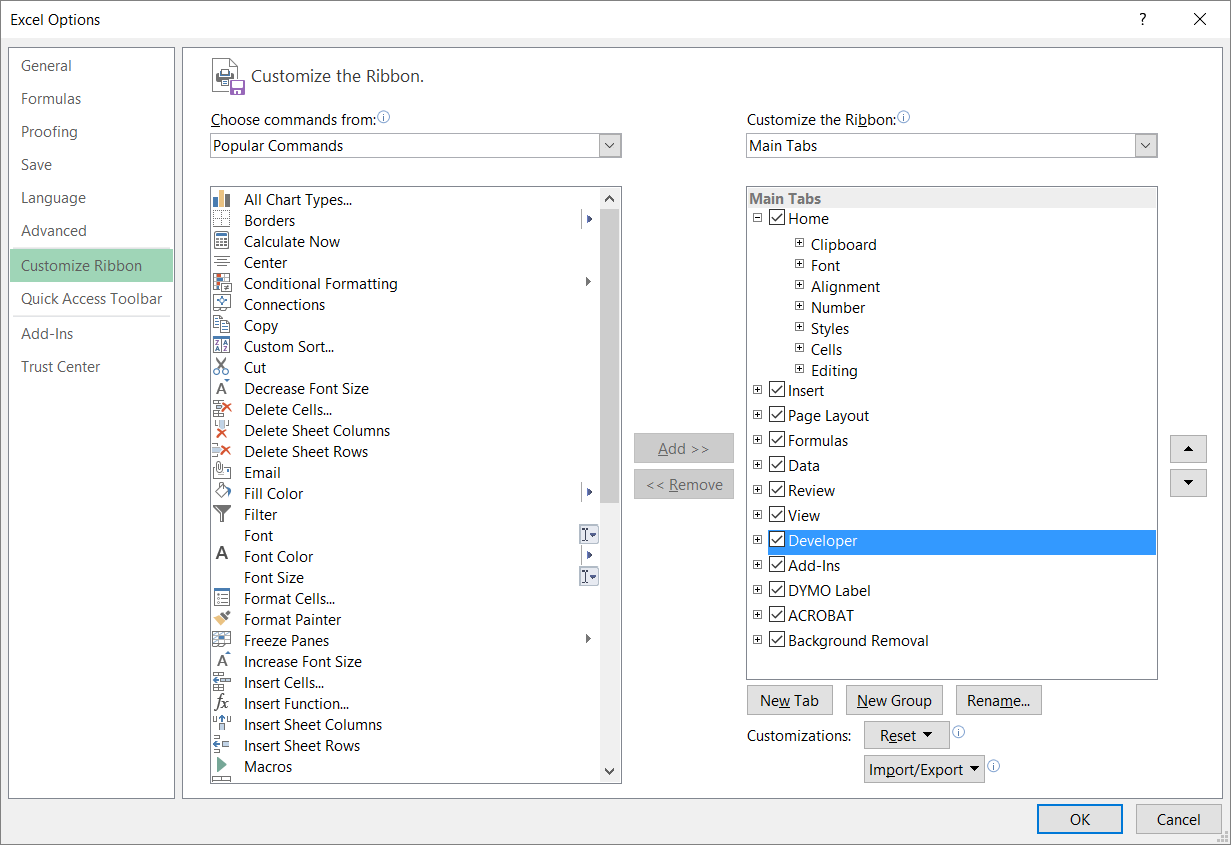 Excel Options
?
General
Formulas
Proofing
Save
Language
Advanced
Customize Ribbon
Quick Access Toolbar
Add-Ins
Trust Center
Customize the Ribbon.
Choose commands from:
Popular Commands
All Chart Types...
Borders
Calculate Now
Center
Conditional Formatting
Connections
Copy
Custom Sort...
Cut
Decrease Font Size
Delete Cells...
Delete Sheet Columns
Delete Sheet Rows
Email
Fill Color
Filter
Font
Font Color
Font Size
Format Cells...
Format Painter
Freeze Panes
Increase Font Size
Insert Cells...
Insert Function...
Insert Sheet Columns
Insert Sheet Rows
Macros
Add >>
<< Remove
Customize the Ribbon:
Main Tabs
Main Tabs
Home
Clipboard
Font
Alignment
Number
Styles
Cells
Editing
Insert
Page Layout
Formulas
Data
Review
View
Developer
Add-Ins
DYMO Label
ACROBAT
Background Removal
New Tab New Group Rename...
Customizations: Reset
Import/Export
OK Cancel